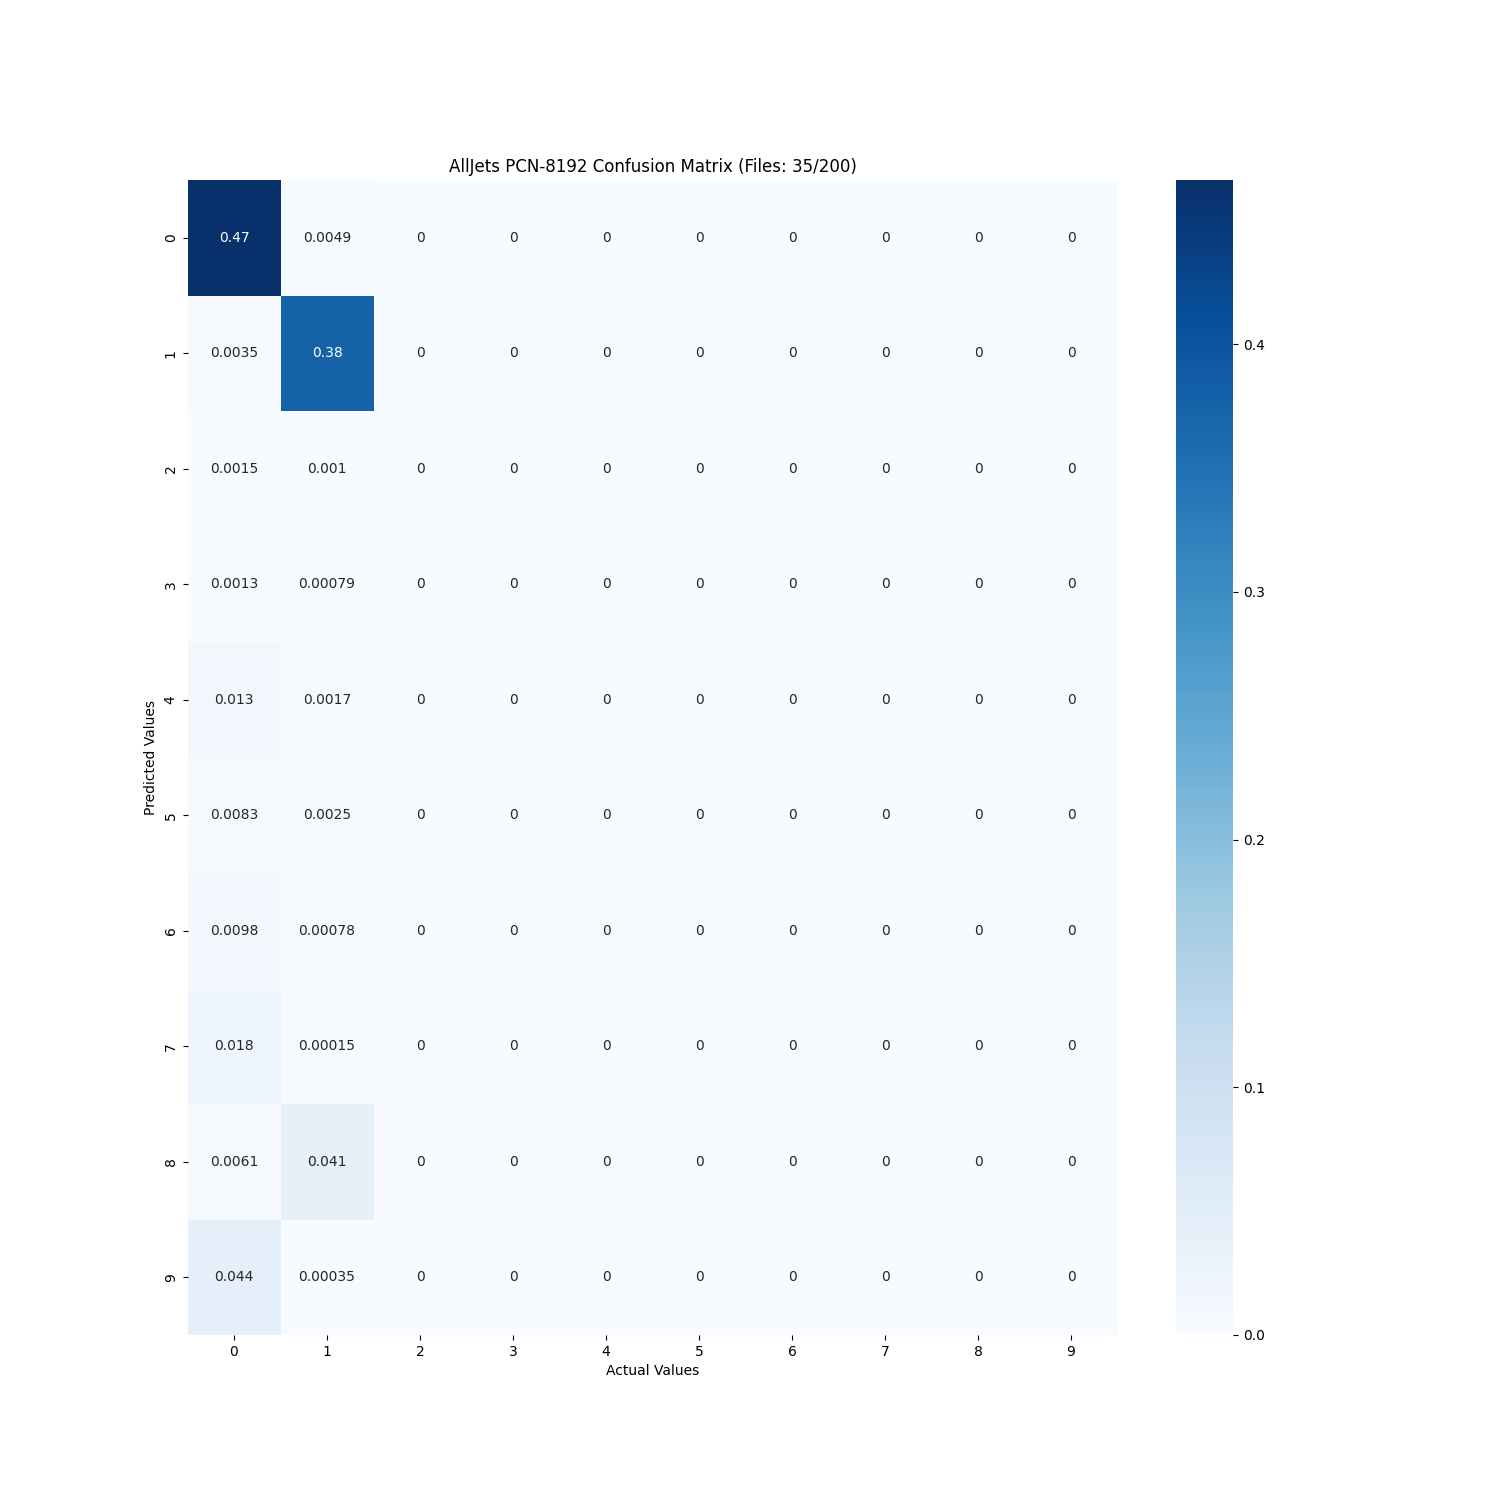 AllJets PCN-8192 Confusion Matrix (Files: 35/200)
0 0.47 0.0049 0 0 0 0 0 0 0 0
1 0.0035 0.38 0 0 0 0 0 0 0 0
2 0.0015 0.001 0 0 0 0 0 0 0 0
3 0.0013 0.00079 0 0 0 0 0 0 0 0
4 0.013 0.0017 0 0 0 0 0 0 0 0
5 0.0083 0.0025 0 0 0 0 0 0 0 0
6 0.0098 0.00078 0 0 0 0 0 0 0 0
7 0.018 0.00015 0 0 0 0 0 0 0 0
8 0.0061 0.041 0 0 0 0 0 0 0 0
9 0.044 0.00035 0 0 0 0 0 0 0 0
0 1 2 3 4 5 6 7 8 9
Actual Values
Predicted Values
0.4
0.3
0.2
0.1
0.0